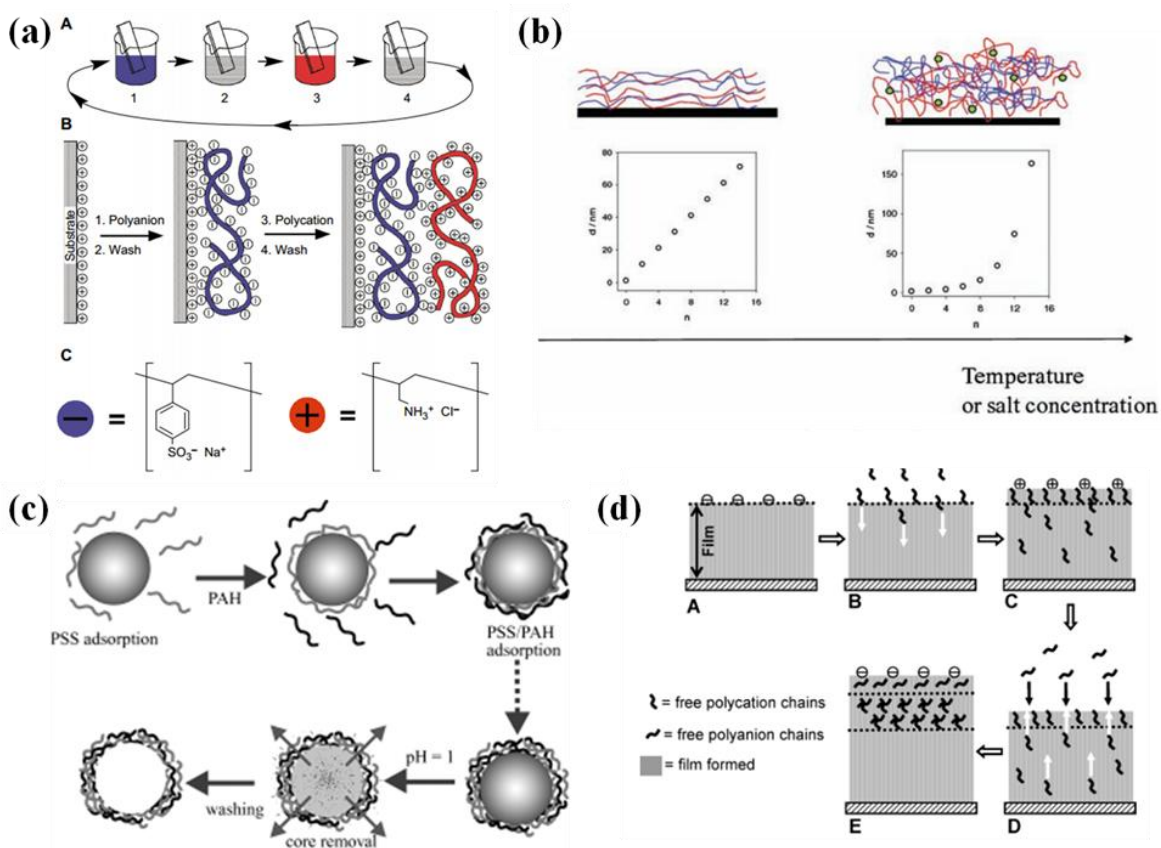 (a)
A
1
2
3
4
B
Substrate
1. Polyanion
2. Wash
3. Polycation
4. Wash
C
− =
SO₃⁻ Na⁺
+ =
NH₃⁺ Cl⁻
(b)
80
60
40
20
0
d / nm
0 4 8 12 16
n
150
100
50
0
d / nm
0 4 8 12 16
n
Temperature
or salt concentration
(c)
PSS adsorption
PAH
PSS/PAH
adsorption
pH = 1
core removal
washing
(d)
Film
A
B
C
D
E
= free polycation chains
= free polyanion chains
= film formed